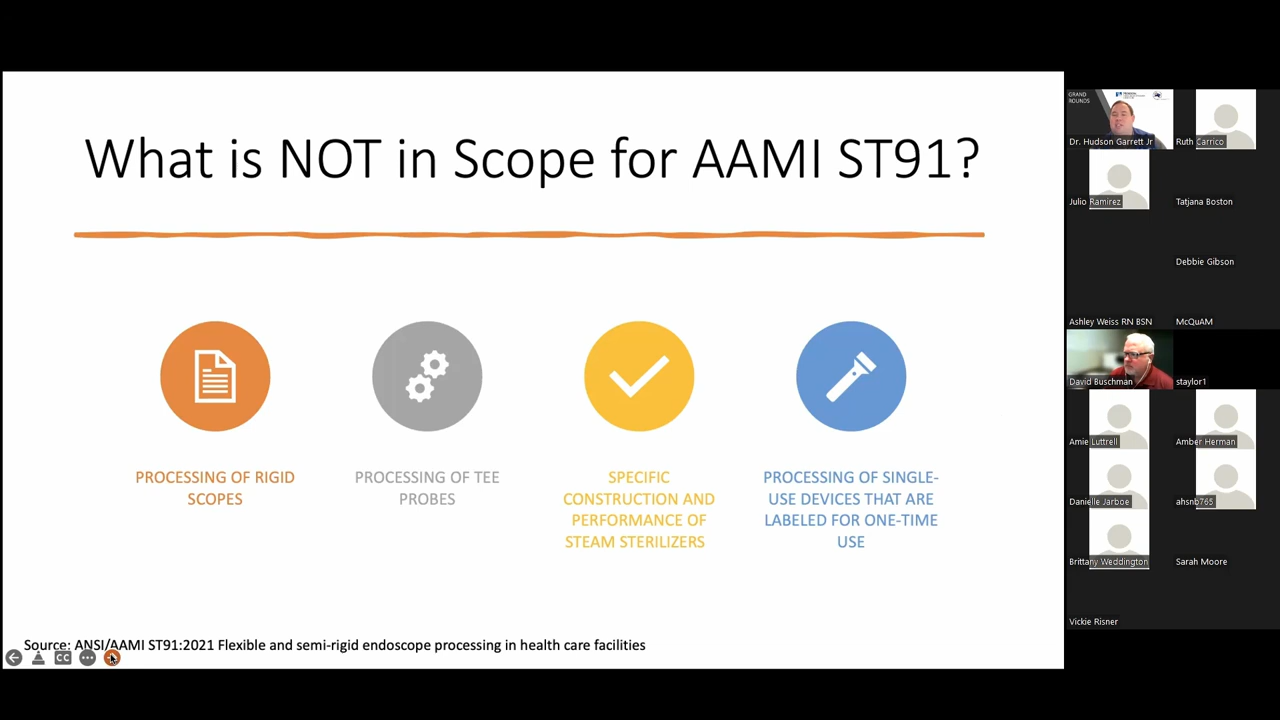 What is NOT in Scope for AAMI ST91?
PROCESSING OF RIGID
SCOPES
PROCESSING OF TEE
PROBES
SPECIFIC
CONSTRUCTION AND
PERFORMANCE OF
STEAM STERILIZERS
PROCESSING OF SINGLE-
USE DEVICES THAT ARE
LABELED FOR ONE-TIME
USE
Source: ANSI/AAMI ST91:2021 Flexible and semi-rigid endoscope processing in health care facilities
CC
GRAND
ROUNDS
Dr. Hudson Garrett Jr
Ruth Carrico
Julio Ramirez
Tatjana Boston
Debbie Gibson
Ashley Weiss RN BSN
McQuAM
David Buschman
staylor1
Amie Luttrell
Amber Herman
Danielle Jarboe
ahsnb765
Brittany Weddington
Sarah Moore
Vickie Risner